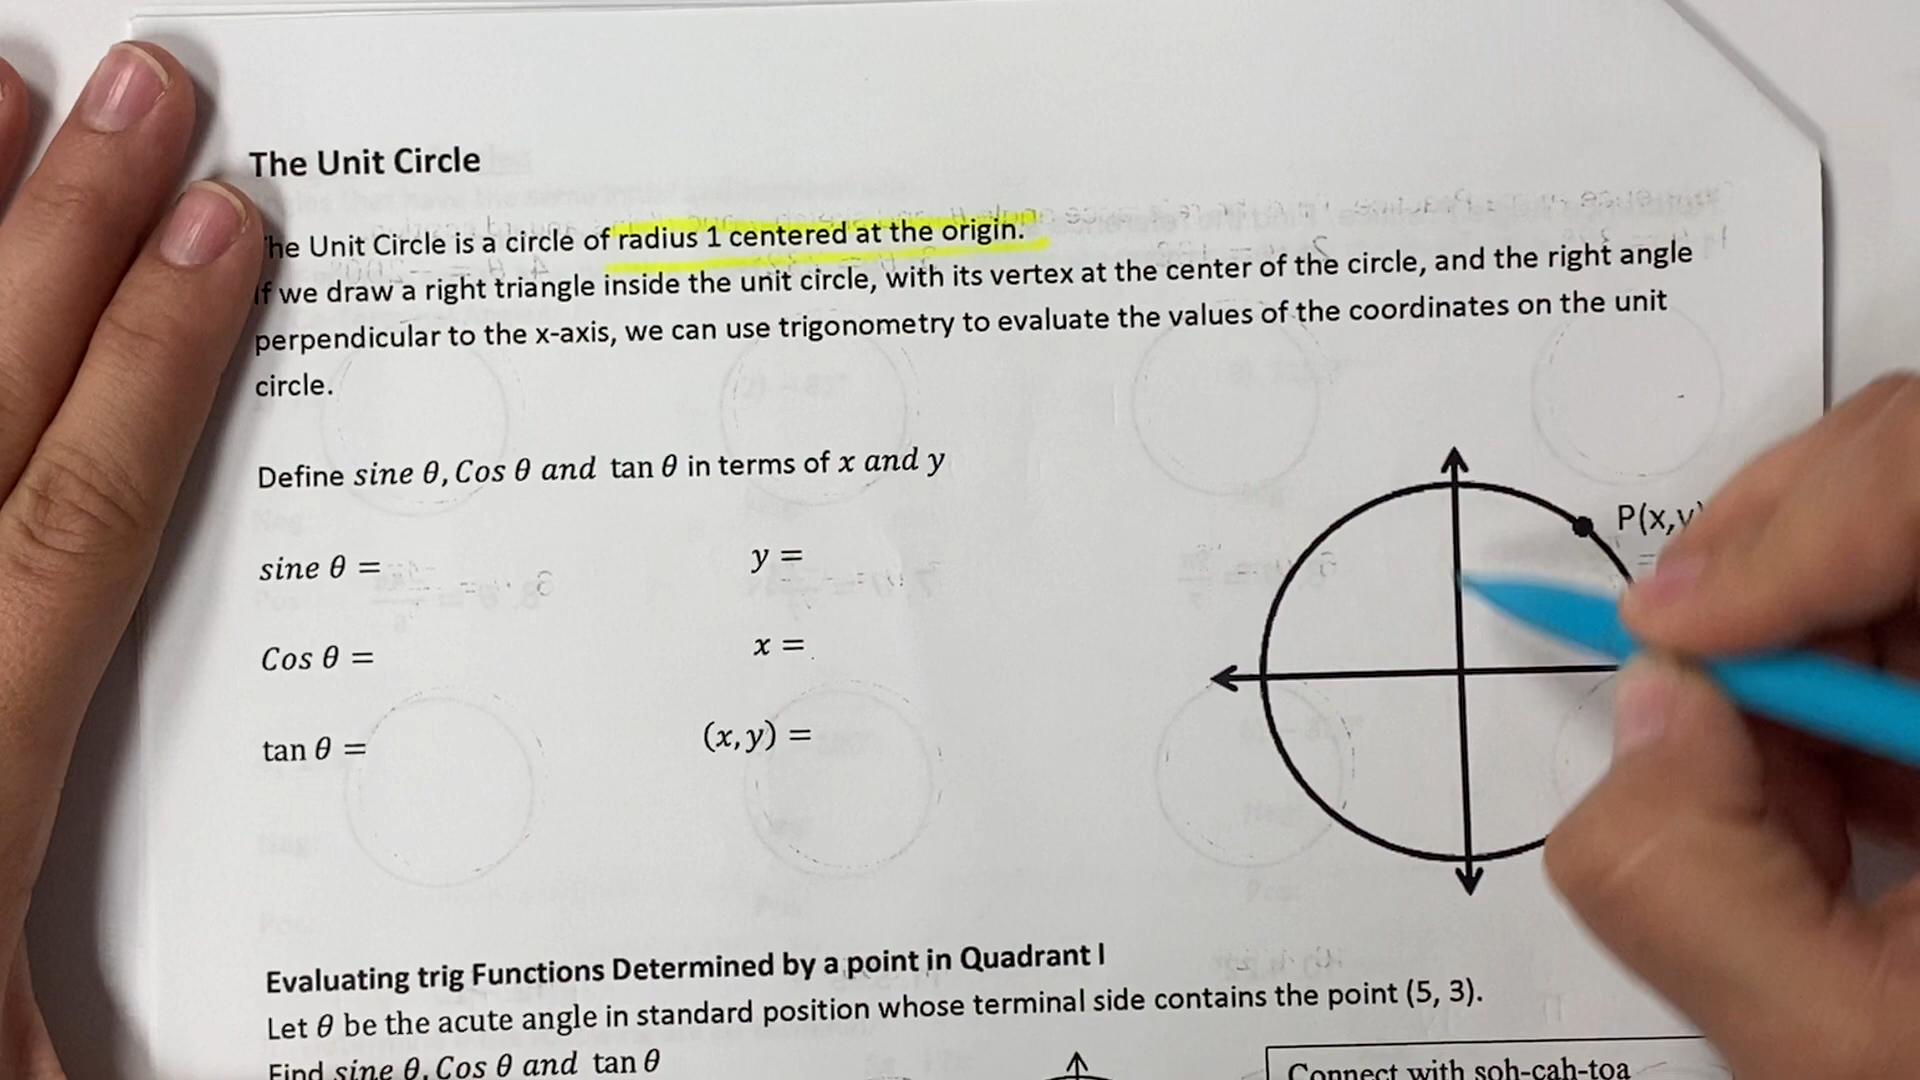 The Unit Circle
he Unit Circle is a circle of radius 1 centered at the origin.
If we draw a right triangle inside the unit circle, with its vertex at the center of the circle, and the right angle
perpendicular to the x-axis, we can use trigonometry to evaluate the values of the coordinates on the unit
circle.
Define sine θ, Cos θ and tan θ in terms of x and y
P(x,y)
sine θ = y =
Cos θ = x =
tan θ = (x, y) =
Evaluating trig Functions Determined by a point in Quadrant I
Let θ be the acute angle in standard position whose terminal side contains the point (5, 3).
Find sine θ, Cos θ and tan θ
Connect with soh-cah-toa